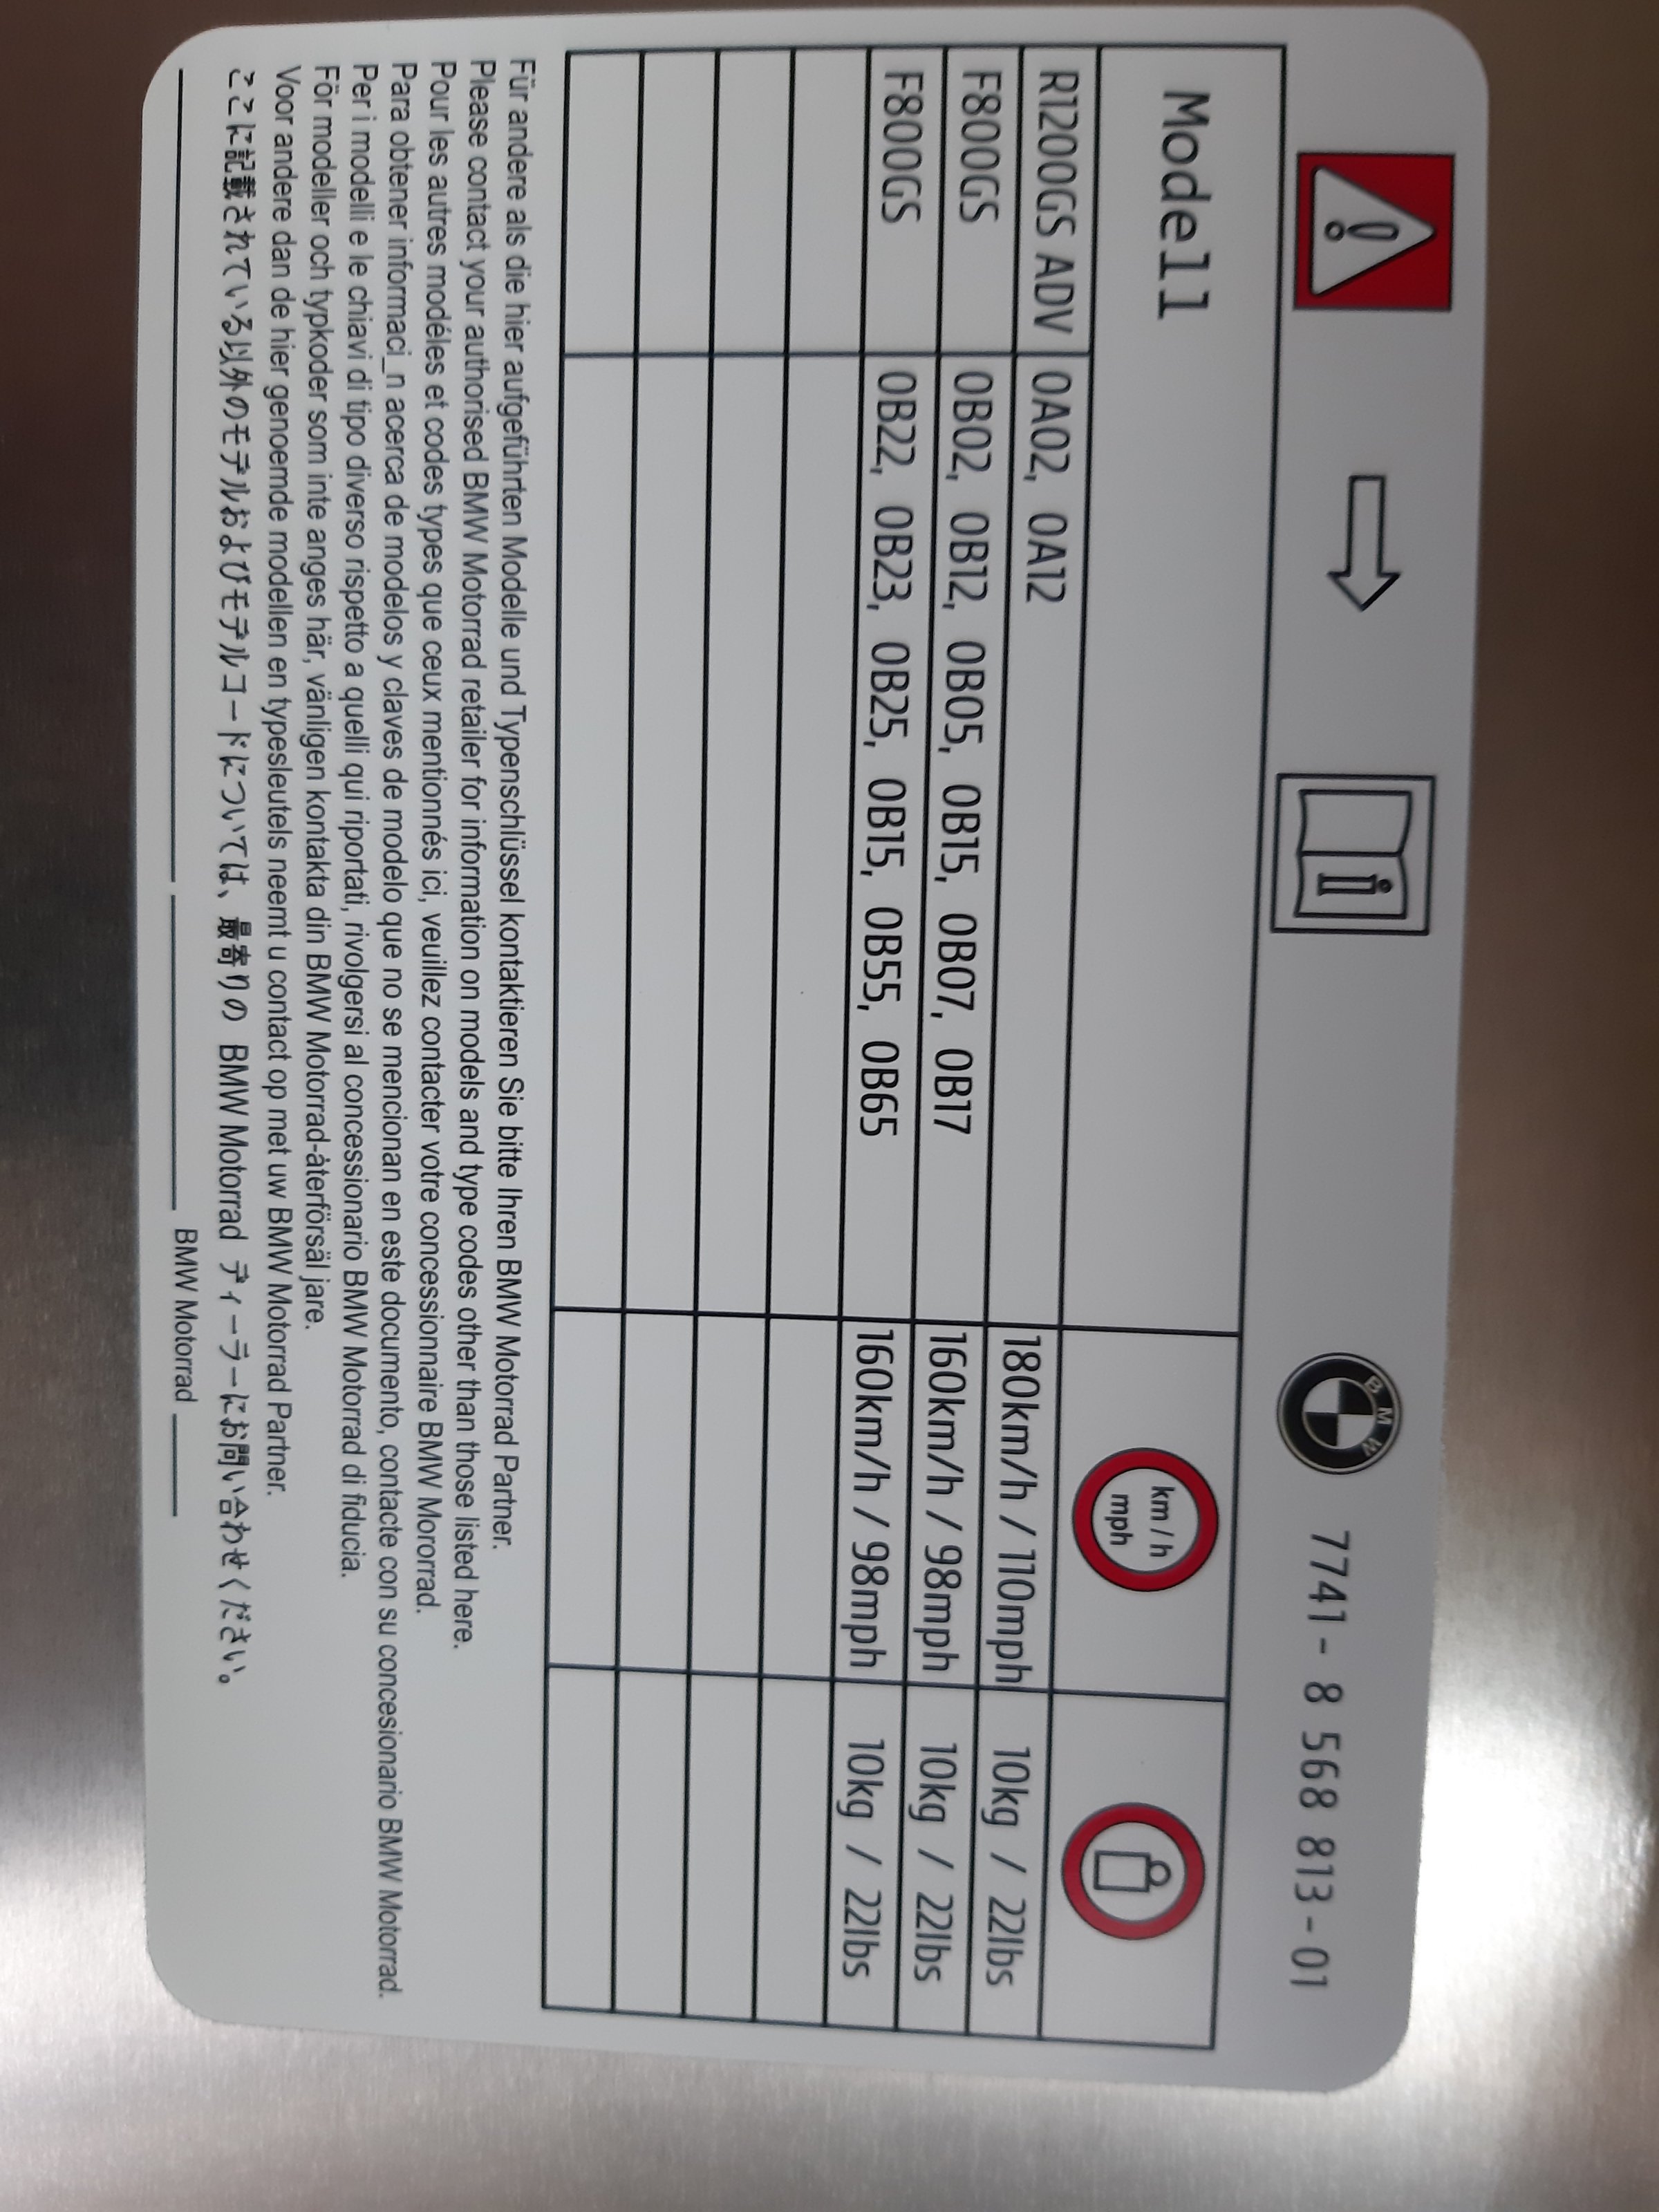 BMW 7741 - 8 568 813 - 01
Modell km / h mph
R1200GS ADV 0A02, 0A12 180km/h / 110mph 10kg / 22lbs
F800GS 0B02, 0B12, 0B05, 0B15, 0B07, 0B17 160km/h / 98mph 10kg / 22lbs
F800GS 0B22, 0B23, 0B25, 0B15, 0B55, 0B65 160km/h / 98mph 10kg / 22lbs
Für andere als die hier aufgeführten Modelle und Typenschlüssel kontaktieren Sie bitte Ihren BMW Motorrad Partner.
Please contact your authorised BMW Motorrad retailer for information on models and type codes other than those listed here.
Pour les autres modéles et codes types que ceux mentionnés ici, veuillez contacter votre concessionnaire BMW Mororrad.
Para obtener informaci_n acerca de modelos y claves de modelo que no se mencionan en este documento, contacte con su concesionario BMW Motorrad.
Per i modelli e le chiavi di tipo diverso rispetto a quelli qui riportati, rivolgersi al concessionario BMW Motorrad di fiducia.
För modeller och typkoder som inte anges här, vänligen kontakta din BMW Motorrad-återförsäl jare.
Voor andere dan de hier genoemde modellen en typesleutels neemt u contact op met uw BMW Motorrad Partner.
ここに記載されている以外のモデルおよびモデルコードについては、最寄りの BMW Motorrad ディーラーにお問い合わせください。
BMW Motorrad